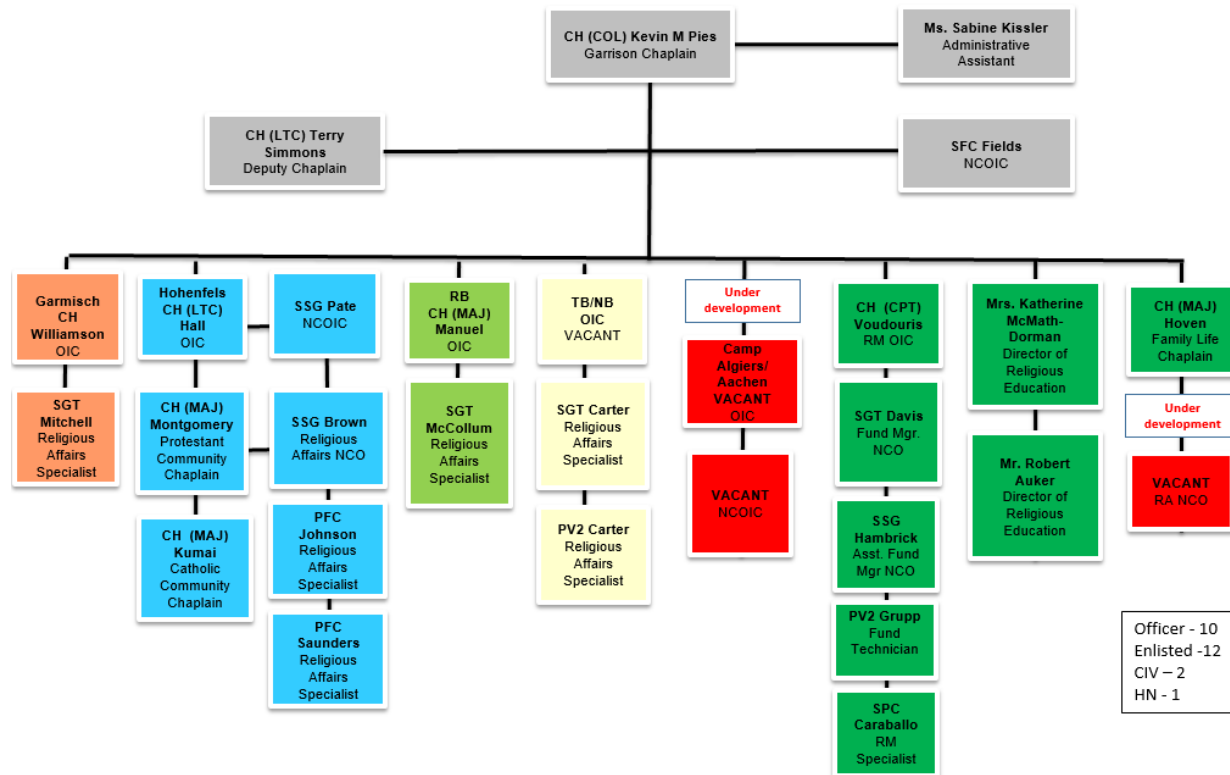 CH (COL) Kevin M Pies
Garrison Chaplain
Ms. Sabine Kissler
Administrative
Assistant
CH (LTC) Terry
Simmons
Deputy Chaplain
SFC Fields
NCOIC
Garmisch
CH
Williamson
OIC
SGT
Mitchell
Religious
Affairs
Specialist
Hohenfels
CH (LTC)
Hall
OIC
CH (MAJ)
Montgomery
Protestant
Community
Chaplain
CH (MAJ)
Kumai
Catholic
Community
Chaplain
SSG Pate
NCOIC
SSG Brown
Religious
Affairs NCO
PFC
Johnson
Religious
Affairs
Specialist
PFC
Saunders
Religious
Affairs
Specialist
RB
CH (MAJ)
Manuel
OIC
SGT
McCollum
Religious
Affairs
Specialist
TB/NB
OIC
VACANT
SGT Carter
Religious
Affairs
Specialist
PV2 Carter
Religious
Affairs
Specialist
Under
development
Camp
Algiers/
Aachen
VACANT
OIC
VACANT
NCOIC
CH (CPT)
Voudouris
RM OIC
SGT Davis
Fund Mgr.
NCO
SSG
Hambrick
Asst. Fund
Mgr NCO
PV2 Grupp
Fund
Technician
SPC
Caraballo
RM
Specialist
Mrs. Katherine
McMath-
Dorman
Director of
Religious
Education
Mr. Robert
Auker
Director of
Religious
Education
CH (MAJ)
Hoven
Family Life
Chaplain
Under
development
VACANT
RA NCO
Officer - 10
Enlisted -12
CIV – 2
HN - 1